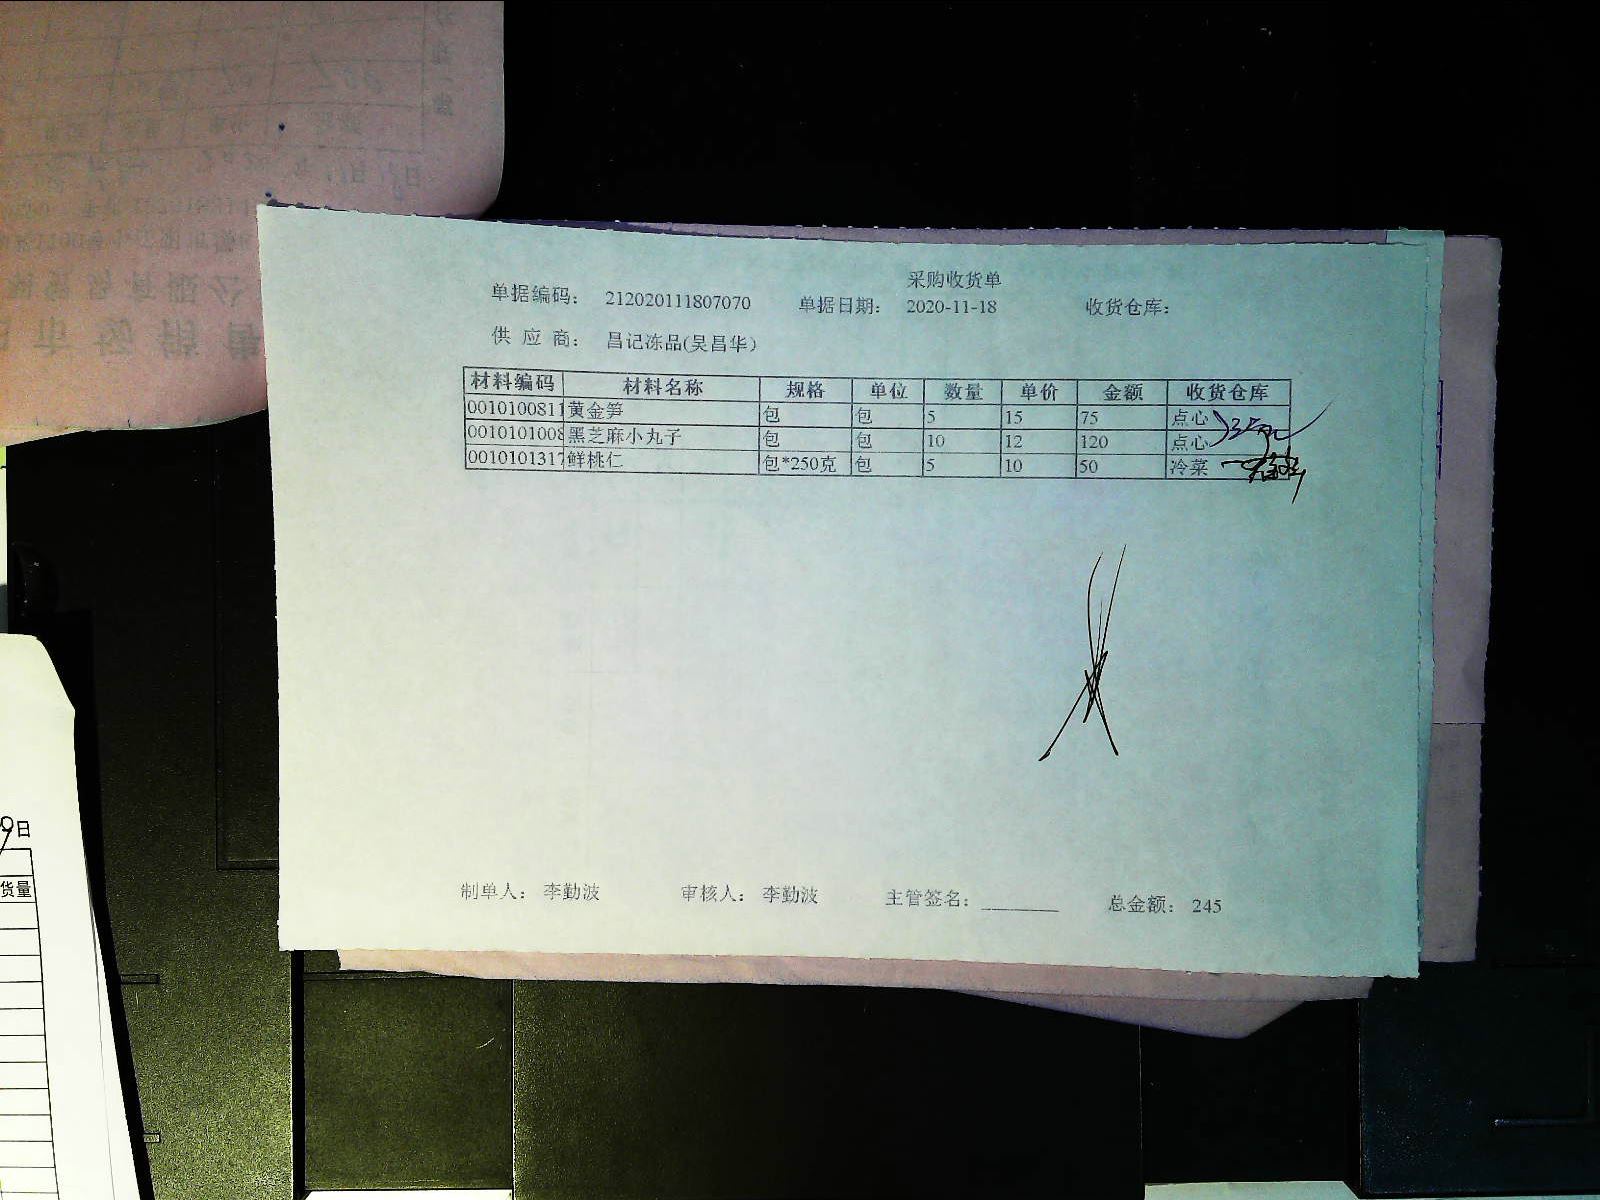 采购收货单
单据编码： 212020111807070 单据日期： 2020-11-18 收货仓库：
供 应 商： 昌记冻品(吴昌华)
材料编码 材料名称 规格 单位 数量 单价 金额 收货仓库
0010100811 黄金笋 包 包 5 15 75 点心
0010101008 黑芝麻小丸子 包 包 10 12 120 点心
0010101317 鲜桃仁 包*250克 包 5 10 50 冷菜
制单人： 李勤波 审核人： 李勤波 主管签名： 总金额： 245
9日
货量